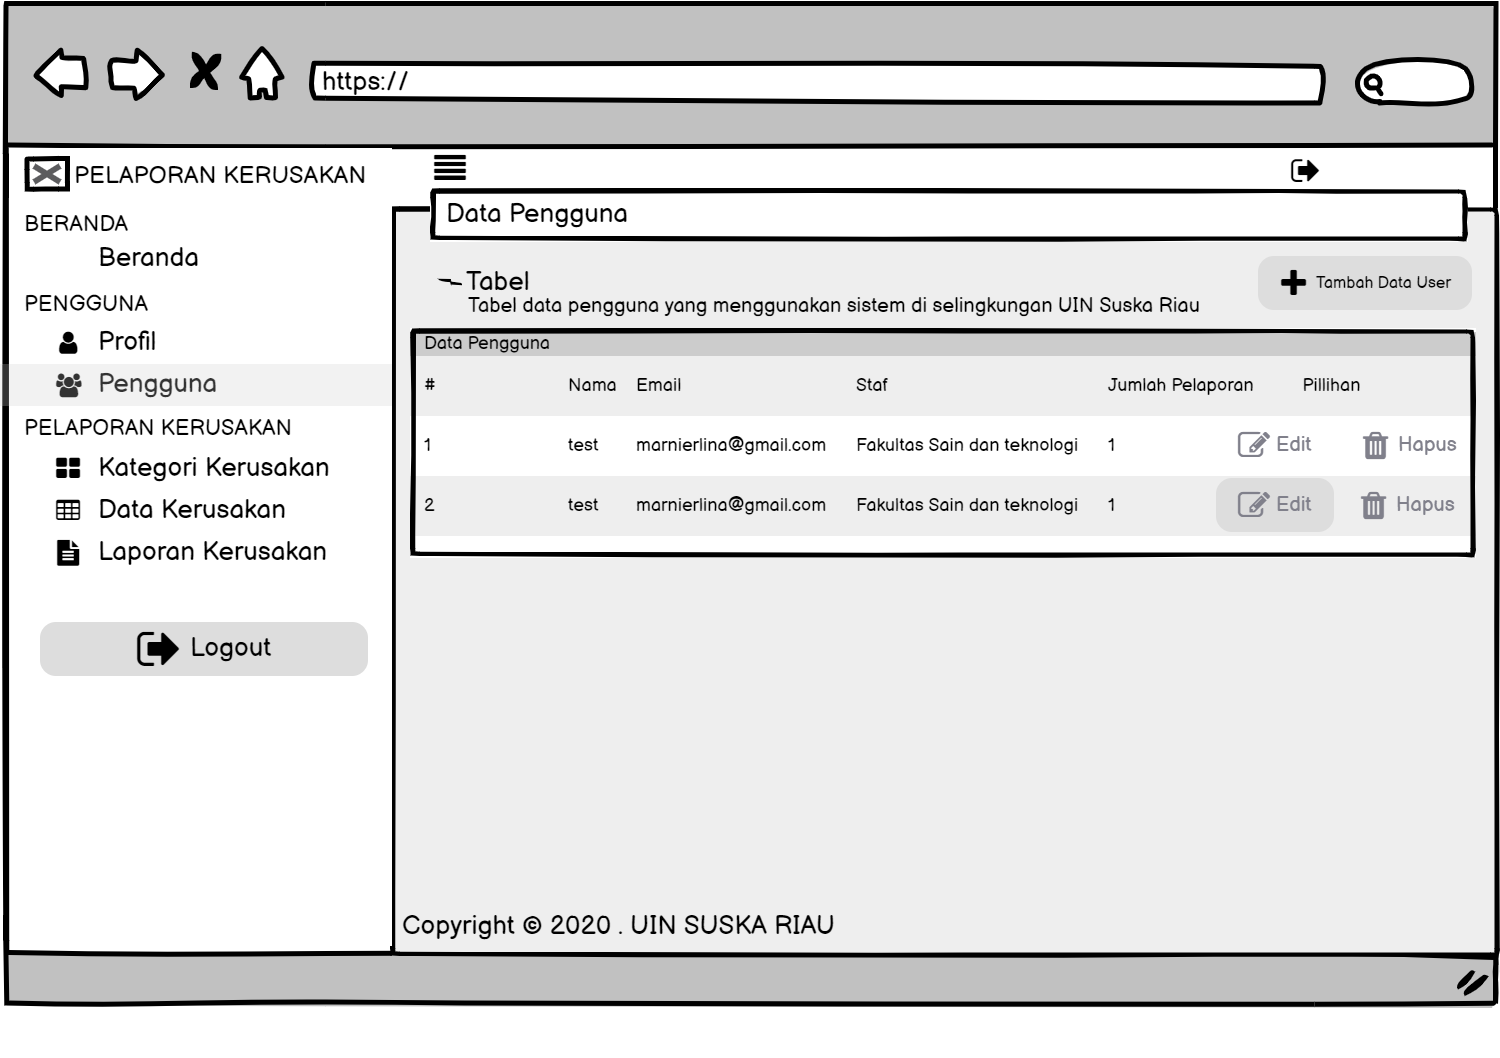 https://
PELAPORAN KERUSAKAN
BERANDA
Beranda
PENGGUNA
Profil
Pengguna
PELAPORAN KERUSAKAN
Kategori Kerusakan
Data Kerusakan
Laporan Kerusakan
Logout
Data Pengguna
Tabel
Tabel data pengguna yang menggunakan sistem di selingkungan UIN Suska Riau
Tambah Data User
Data Pengguna
# Nama Email Staf Jumlah Pelaporan Pillihan
1 test marnierlina@gmail.com Fakultas Sain dan teknologi 1 Edit Hapus
2 test marnierlina@gmail.com Fakultas Sain dan teknologi 1 Edit Hapus
Copyright © 2020 . UIN SUSKA RIAU